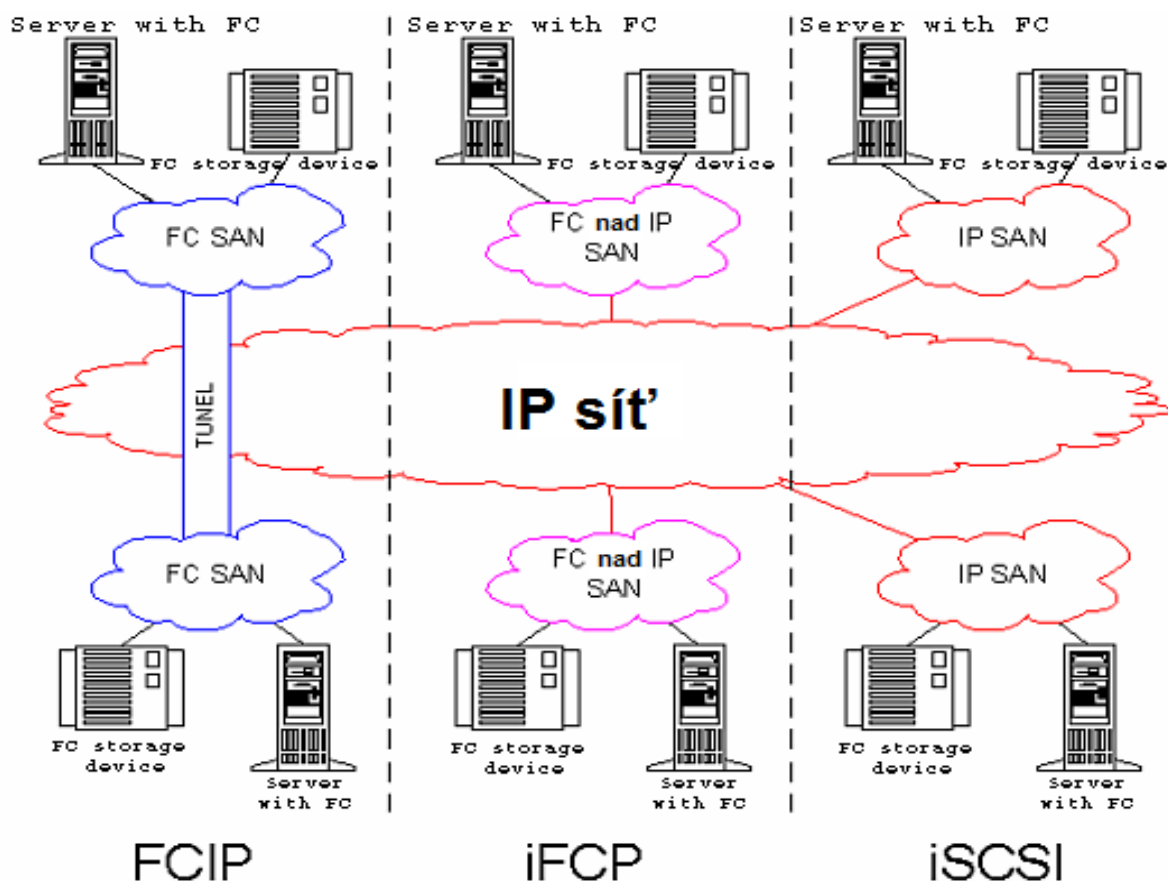 Server with FC
Server with FC
Server with FC
FC storage device
FC storage device
FC storage device
FC SAN
FC nad IP
SAN
IP SAN
TUNEL
IP síť
FC SAN
FC nad IP
SAN
IP SAN
FC storage
device
Server
with FC
FC storage
device
Server
with FC
FC storage
device
Server
with FC
FCIP
iFCP
iSCSI